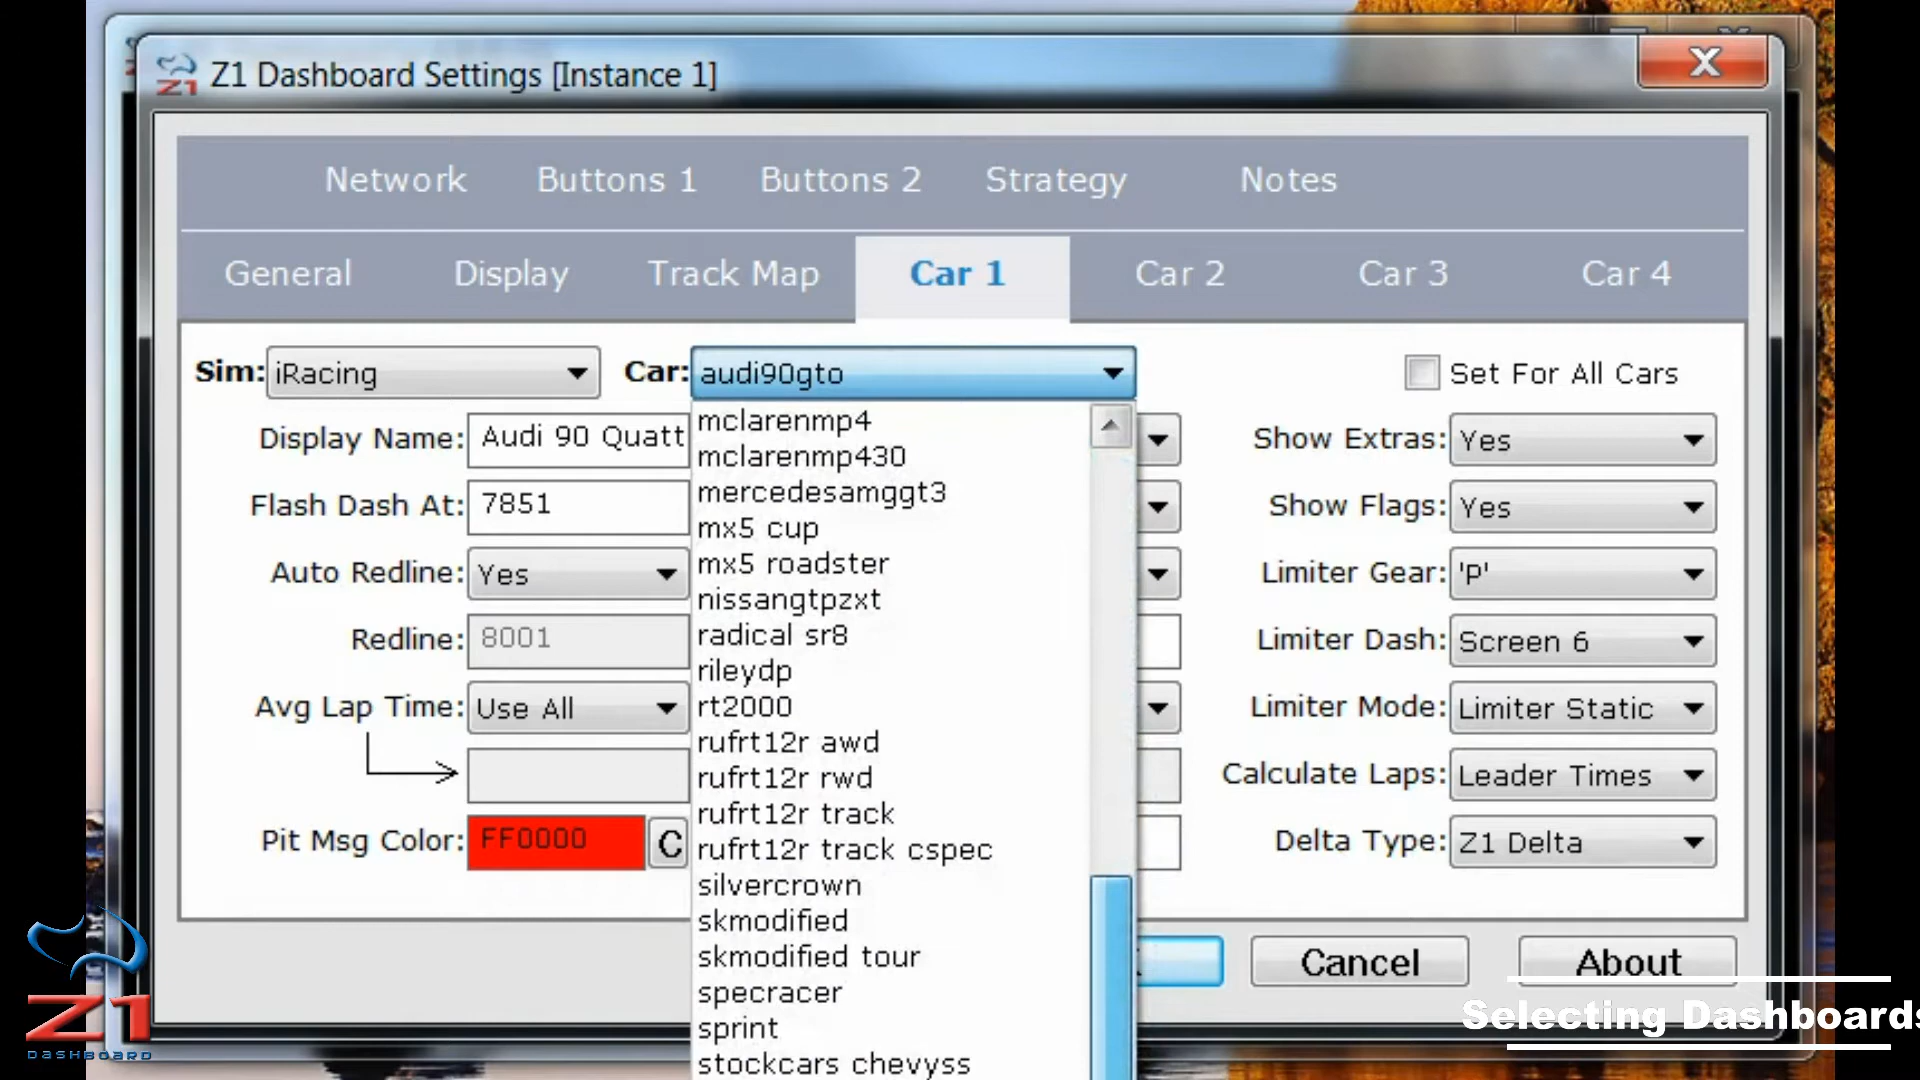 Z1 Dashboard Settings [Instance 1]
Network Buttons 1 Buttons 2 Strategy Notes
General Display Track Map Car 1 Car 2 Car 3 Car 4
Sim: iRacing Car: audi90gto Set For All Cars
Display Name: Audi 90 Quatt
Flash Dash At: 7851
Auto Redline: Yes
Redline: 8001
Avg Lap Time: Use All
Pit Msg Color: FF0000 C
mclarenmp4
mclarenmp430
mercedesamggt3
mx5 cup
mx5 roadster
nissangtpzxt
radical sr8
rileydp
rt2000
rufrt12r awd
rufrt12r rwd
rufrt12r track
rufrt12r track cspec
silvercrown
skmodified
skmodified tour
specracer
sprint
stockcars chevyss
Show Extras: Yes
Show Flags: Yes
Limiter Gear: 'P'
Limiter Dash: Screen 6
Limiter Mode: Limiter Static
Calculate Laps: Leader Times
Delta Type: Z1 Delta
Cancel About
Selecting Dashboards
Z1
DASHBOARD